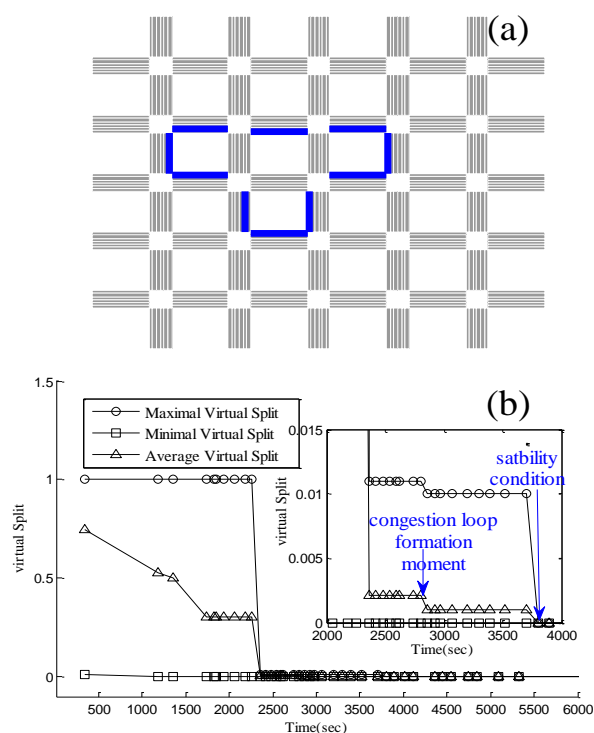 (a)
(b)
1.5
1
0.5
0
virtual Split
Maximal Virtual Split
Minimal Virtual Split
Average Virtual Split
0.015
0.01
0.005
0
virtual Split
satbility
condition
congestion loop
formation
moment
2000 2500 3000 3500 4000
Time(sec)
500 1000 1500 2000 2500 3000 3500 4000 4500 5000 5500 6000
Time(sec)